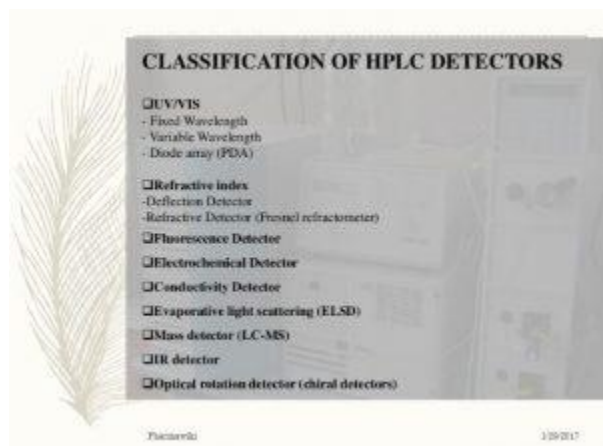 CLASSIFICATION OF HPLC DETECTORS
❑UV/VIS
- Fixed Wavelength
- Variable Wavelength
- Diode array (PDA)
❑Refractive index
-Deflection Detector
-Refractive Detector (Fresnel refractometer)
❑Fluorescence Detector
❑Electrochemical Detector
❑Conductivity Detector
❑Evaporative light scattering (ELSD)
❑Mass detector (LC-MS)
❑IR detector
❑Optical rotation detector (chiral detectors)